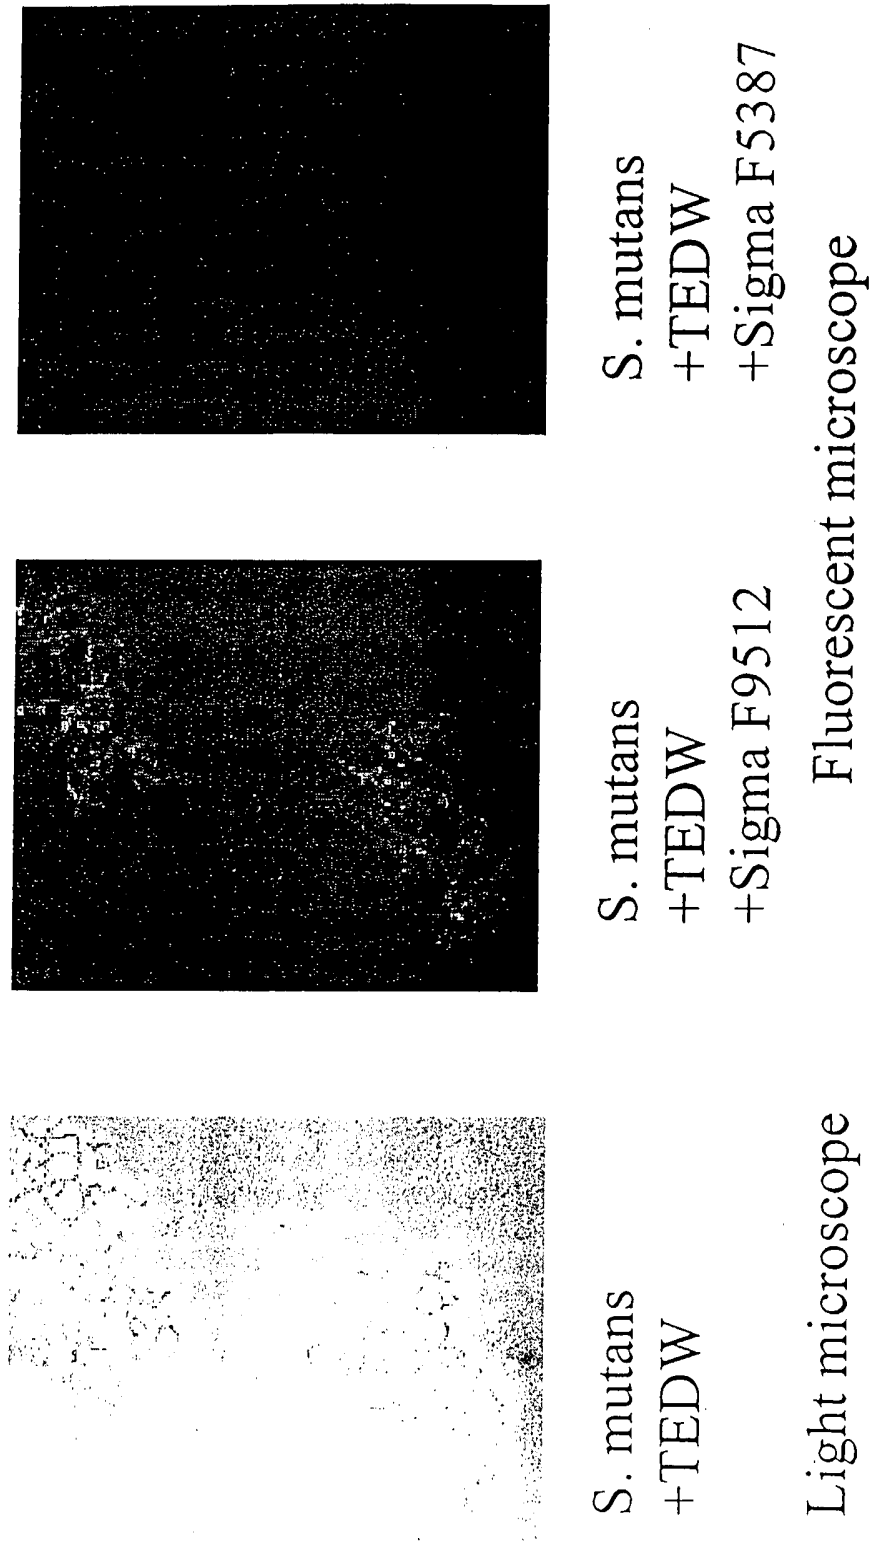 S. mutans
+TEDW
Light microscope
S. mutans
+TEDW
+Sigma F9512
S. mutans
+TEDW
+Sigma F5387
Fluorescent microscope